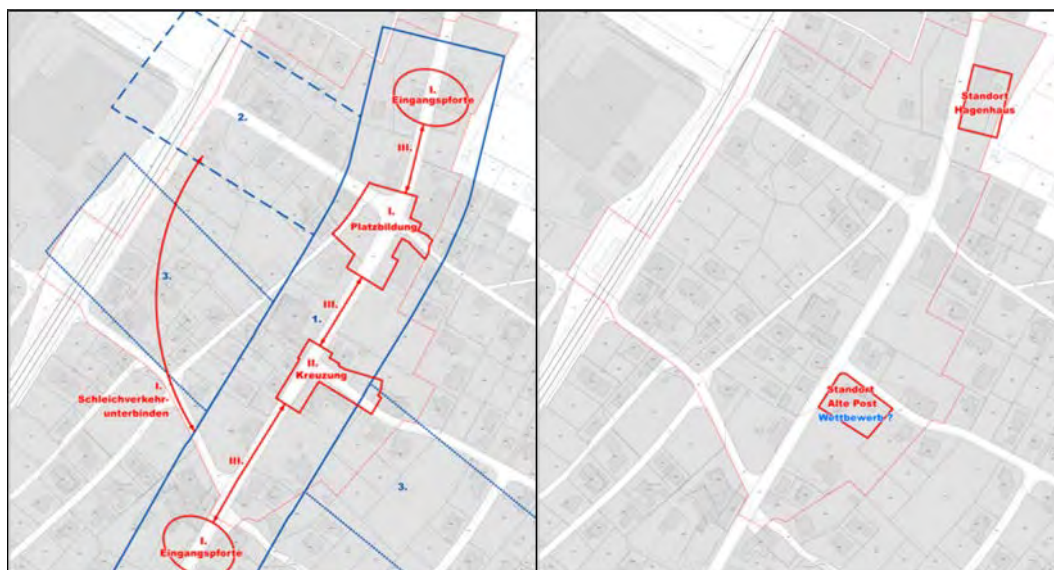 I.
Eingangspforte
2.
III.
I.
Platzbildung
3.
III.
1.
II.
Kreuzung
I.
Schleichverkehr-
unterbinden
III.
3.
I.
Eingangspforte
Standort
Hagenhaus
Standort
Alte Post
Wettbewerb ?